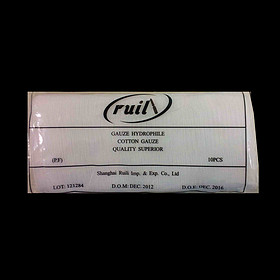 ruili
GAUZE HYDROPHILE
COTTON GAUZE
QUALITY SUPERIOR
(P.F) 10PCS
Shanghai Ruili Imp. & Exp. Co., Ltd
LOT: 121284 D.O.M: DEC. 2012 D.O.E: DEC. 2016